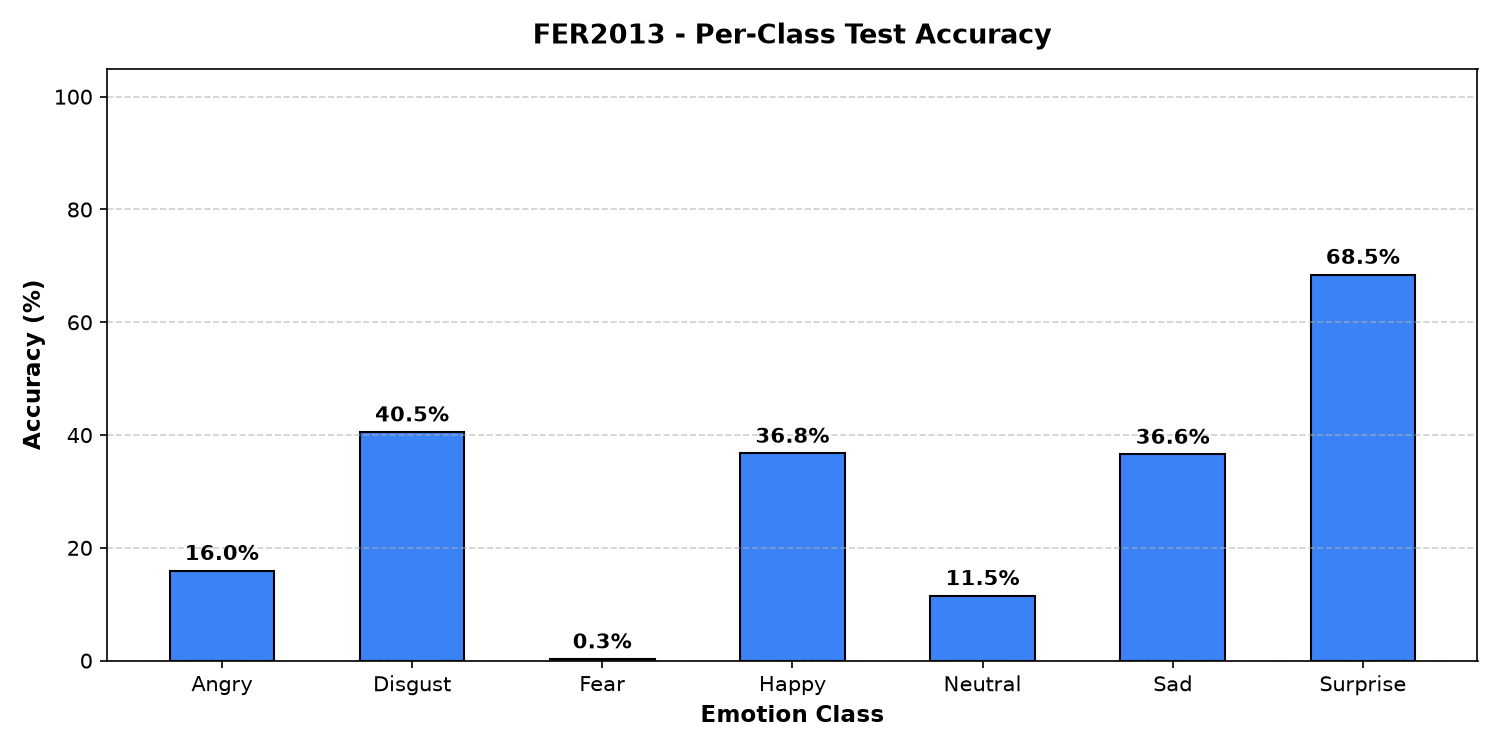 FER2013 - Per-Class Test Accuracy
Accuracy (%)
100
80
60
40
20
0
16.0%
40.5%
0.3%
36.8%
11.5%
36.6%
68.5%
Angry
Disgust
Fear
Happy
Neutral
Sad
Surprise
Emotion Class